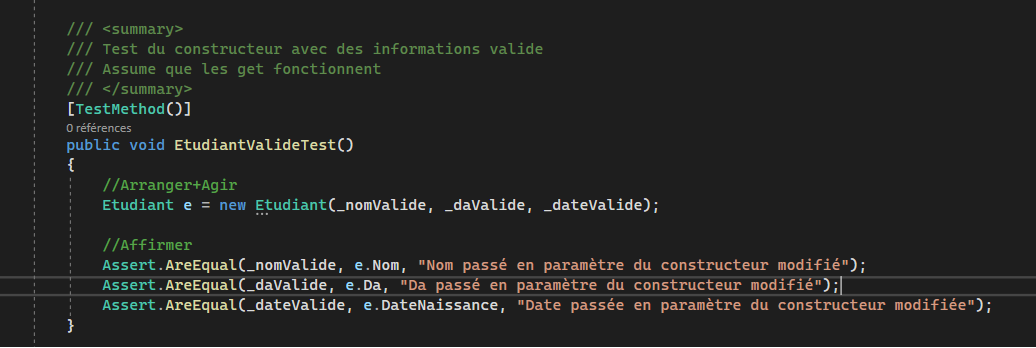 /// <summary>
/// Test du constructeur avec des informations valide
/// Assume que les get fonctionnent
/// </summary>
[TestMethod()]
0 références
public void EtudiantValideTest()
{
//Arranger+Agir
Etudiant e = new Etudiant(_nomValide, _daValide, _dateValide);
//Affirmer
Assert.AreEqual(_nomValide, e.Nom, "Nom passé en paramètre du constructeur modifié");
Assert.AreEqual(_daValide, e.Da, "Da passé en paramètre du constructeur modifié");
Assert.AreEqual(_dateValide, e.DateNaissance, "Date passée en paramètre du constructeur modifiée");
}